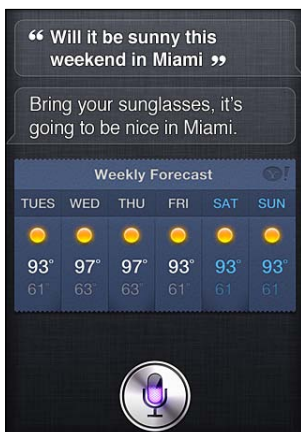 “ Will it be sunny this
weekend in Miami ”
Bring your sunglasses, it's
going to be nice in Miami.
Weekly Forecast Y!
TUES WED THU FRI SAT SUN
93° 97° 97° 93° 93° 93°
61° 63° 63° 61° 61 61°